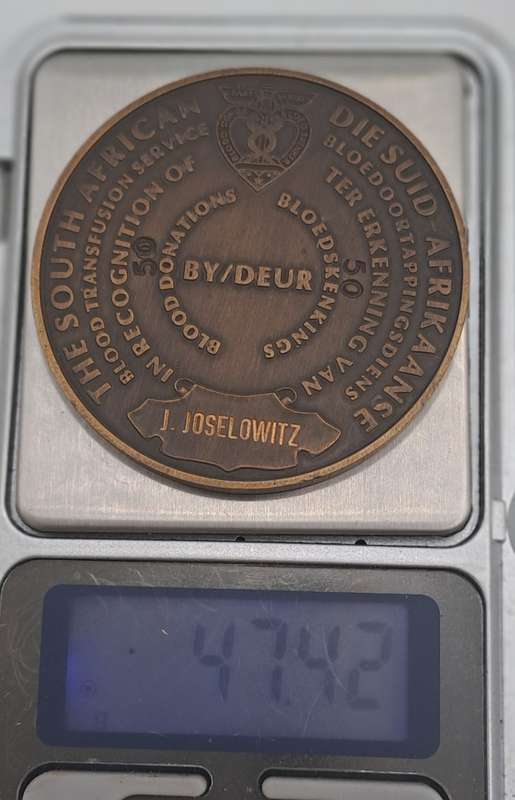 THE SOUTH AFRICAN
BLOOD TRANSFUSION SERVICE
IN RECOGNITION OF
50
BLOOD DONATIONS
DIE SUID-AFRIKAANSE
BLOEDOORTAPPINGSDIENS
TER ERKENNING VAN
50
BLOEDSKENKINGS
BY/DEUR
J. JOSELOWITZ
47.42
g